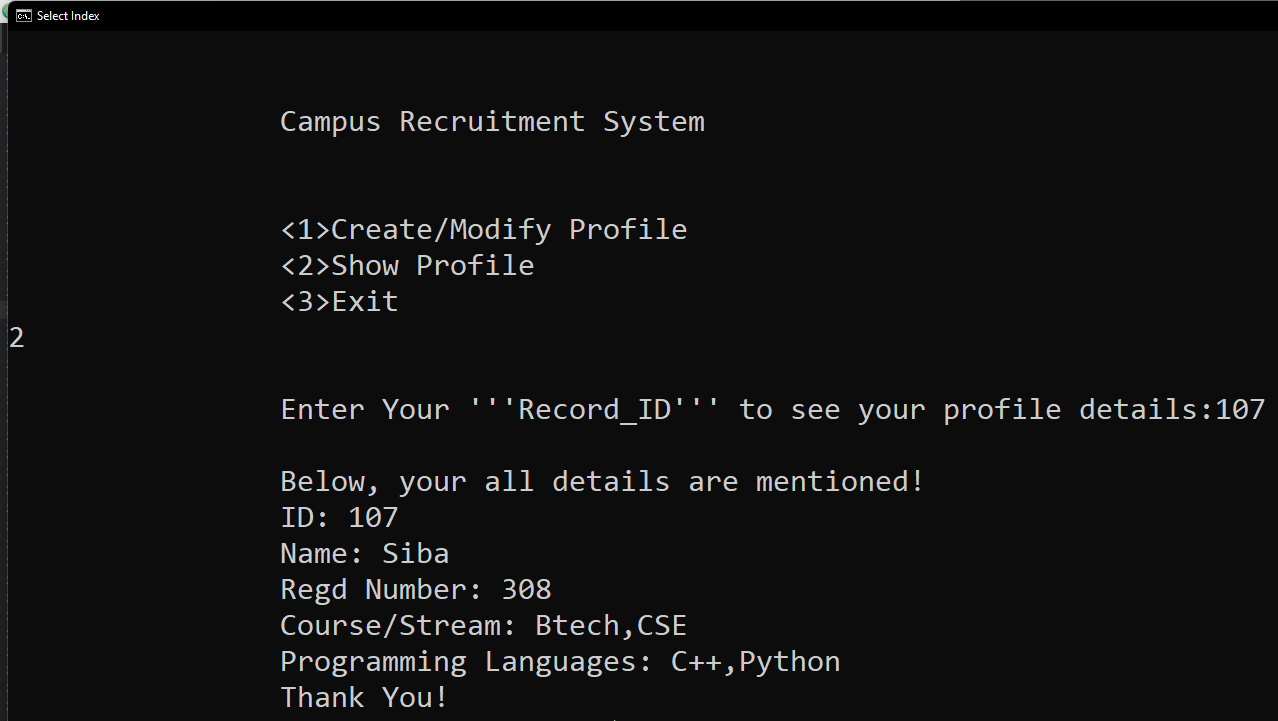 Select Index
Campus Recruitment System
<1>Create/Modify Profile
<2>Show Profile
<3>Exit
2
Enter Your '''Record_ID''' to see your profile details:107
Below, your all details are mentioned!
ID: 107
Name: Siba
Regd Number: 308
Course/Stream: Btech,CSE
Programming Languages: C++,Python
Thank You!